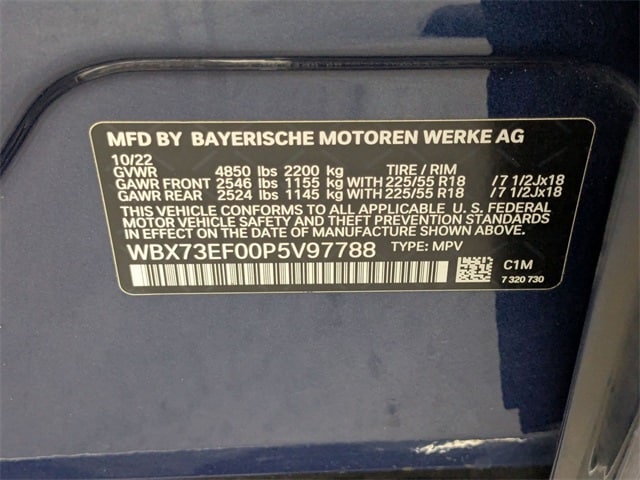 MFD BY BAYERISCHE MOTOREN WERKE AG
10/22
GVWR 4850 lbs 2200 kg TIRE / RIM
GAWR FRONT 2546 lbs 1155 kg WITH 225/55 R18 /7 1/2Jx18
GAWR REAR 2524 lbs 1145 kg WITH 225/55 R18 /7 1/2Jx18
THIS VEHICLE CONFORMS TO ALL APPLICABLE U.S. FEDERAL
MOTOR VEHICLE SAFETY AND THEFT PREVENTION STANDARDS
IN EFFECT ON THE DATE OF MANUFACTURE SHOWN ABOVE.
WBX73EF00P5V97788 TYPE: MPV
C1M
7 320 730